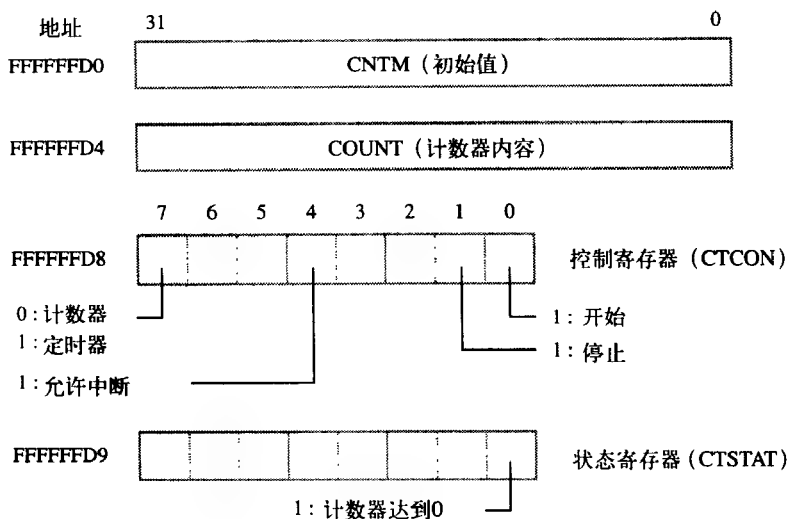 地址
31 0
FFFFFFD0
CNTM（初始值）
FFFFFFD4
COUNT（计数器内容）
7 6 5 4 3 2 1 0
FFFFFFD8
控制寄存器（CTCON）
0：计数器
1：定时器
1：开始
1：停止
1：允许中断
FFFFFFD9
状态寄存器（CTSTAT）
1：计数器达到0